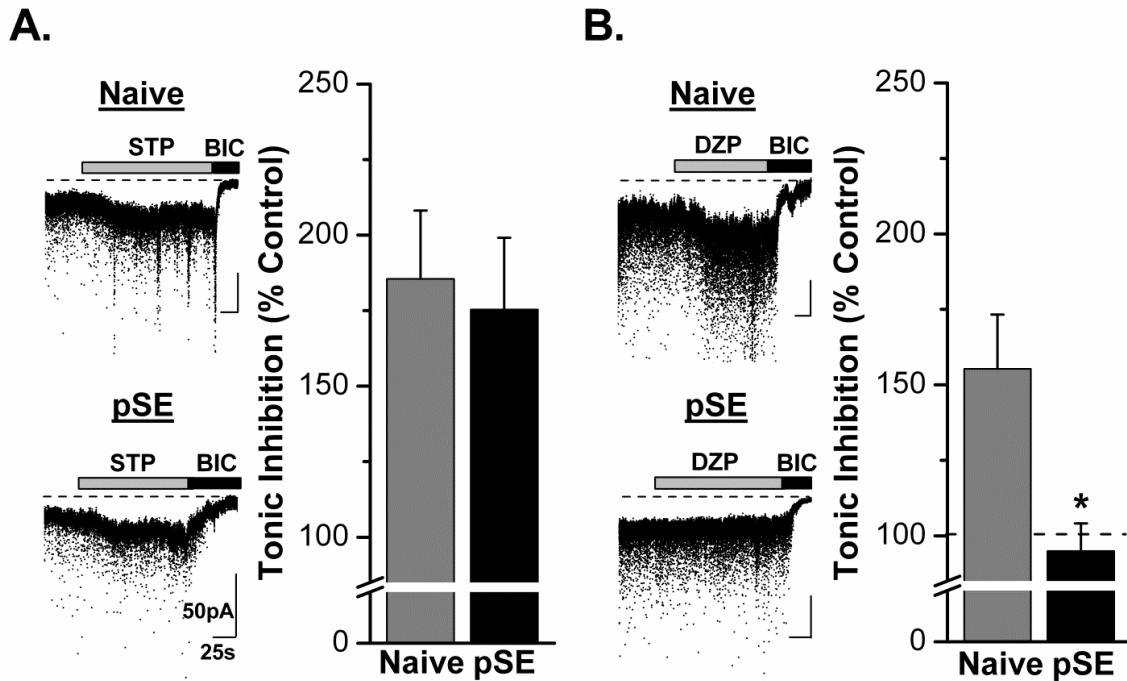 A.
Naive
STP BIC
pSE
STP BIC
50pA
25s
Tonic Inhibition (% Control)
250
200
150
100
0
Naive pSE
B.
Naive
DZP BIC
pSE
DZP BIC
Tonic Inhibition (% Control)
250
200
150
100
0
*
Naive pSE